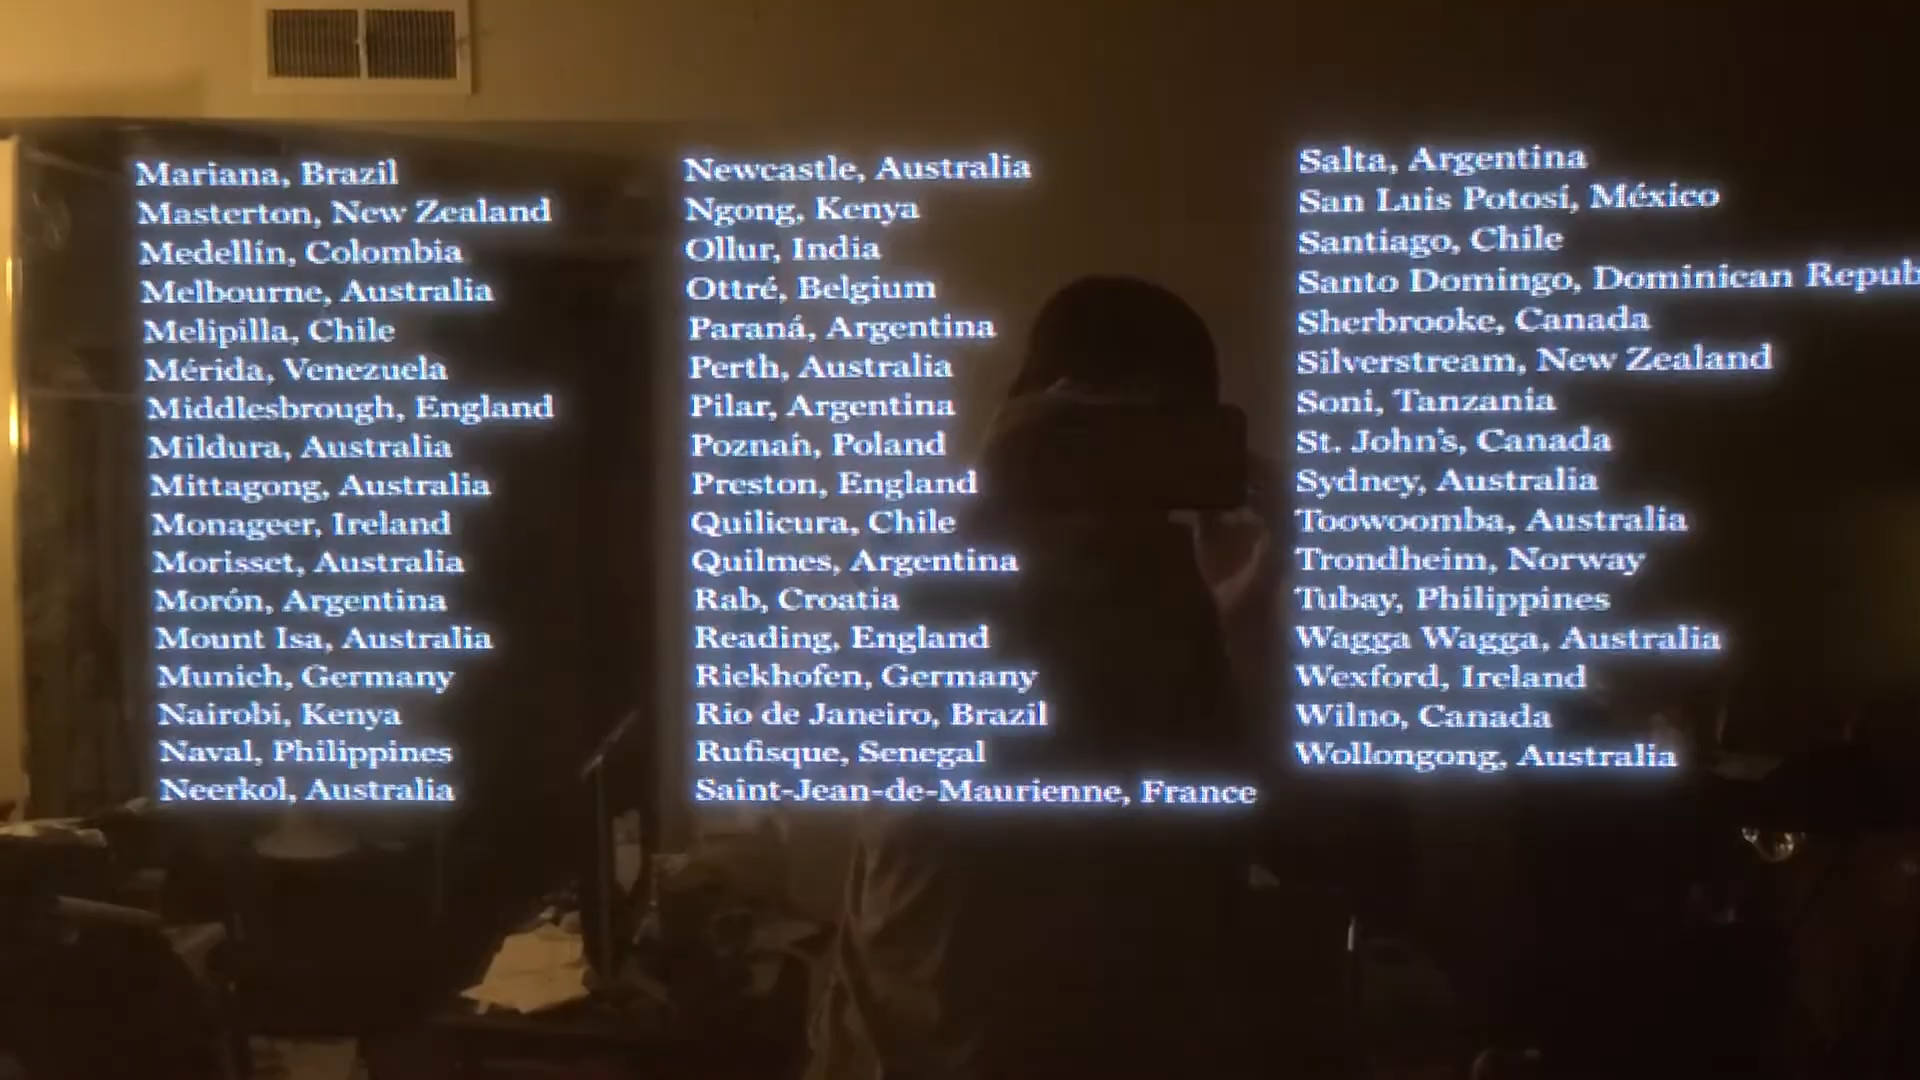 Mariana, Brazil
Masterton, New Zealand
Medellín, Colombia
Melbourne, Australia
Melipilla, Chile
Mérida, Venezuela
Middlesbrough, England
Mildura, Australia
Mittagong, Australia
Monageer, Ireland
Morisset, Australia
Morón, Argentina
Mount Isa, Australia
Munich, Germany
Nairobi, Kenya
Naval, Philippines
Neerkol, Australia
Newcastle, Australia
Ngong, Kenya
Ollur, India
Ottré, Belgium
Paraná, Argentina
Perth, Australia
Pilar, Argentina
Poznań, Poland
Preston, England
Quilicura, Chile
Quilmes, Argentina
Rab, Croatia
Reading, England
Riekhofen, Germany
Rio de Janeiro, Brazil
Rufisque, Senegal
Saint-Jean-de-Maurienne, France
Salta, Argentina
San Luis Potosí, México
Santiago, Chile
Santo Domingo, Dominican Repub
Sherbrooke, Canada
Silverstream, New Zealand
Soni, Tanzania
St. John's, Canada
Sydney, Australia
Toowoomba, Australia
Trondheim, Norway
Tubay, Philippines
Wagga Wagga, Australia
Wexford, Ireland
Wilno, Canada
Wollongong, Australia